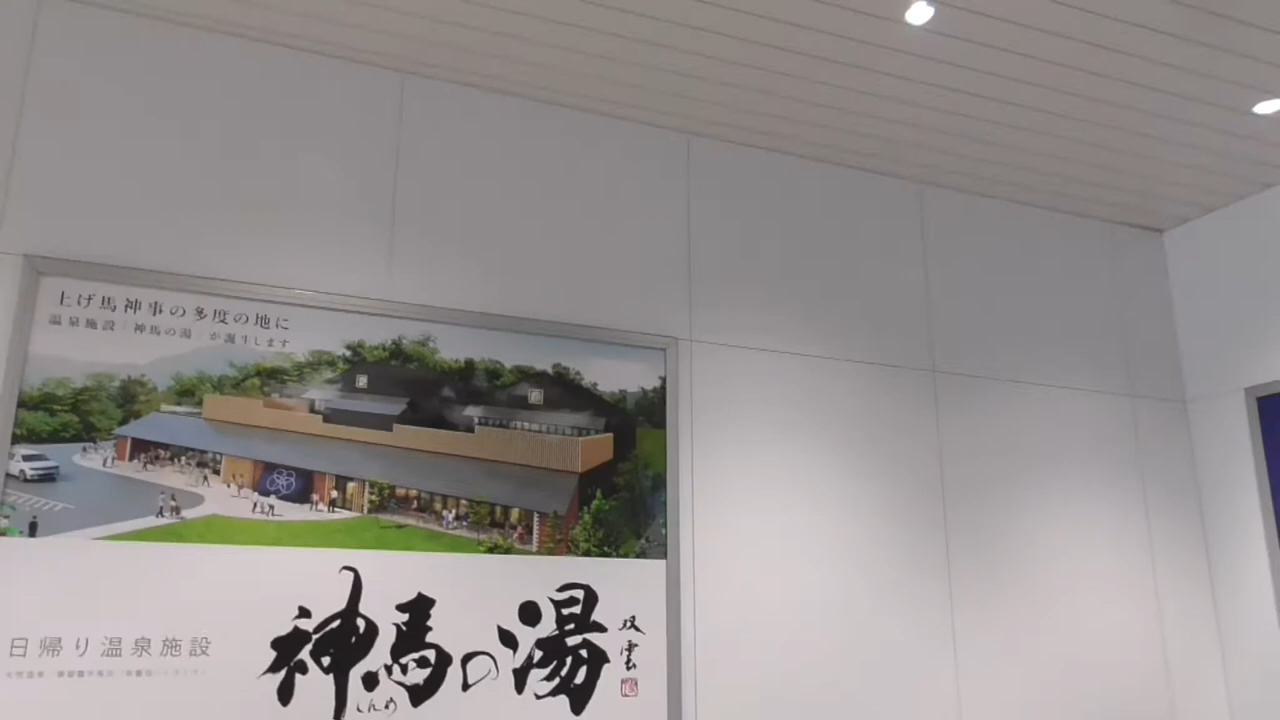 上げ馬神事の多度の地に
温泉施設「神馬の湯」が誕生します
日帰り温泉施設
神馬の湯
しんめ
双雲